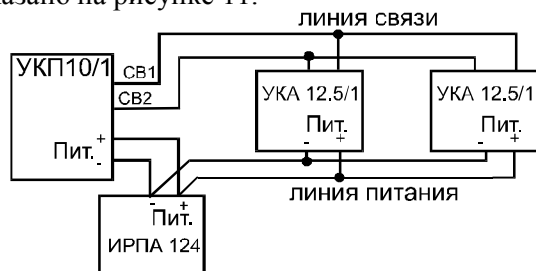 казано на рисунке 11.
линия связи
УКП10/1
СВ1
СВ2
Пит.
+
-
УКА 12.5/1
Пит.
-
+
УКА 12.5/1
Пит.
-
+
линия питания
-
+
Пит.
ИРПА 124